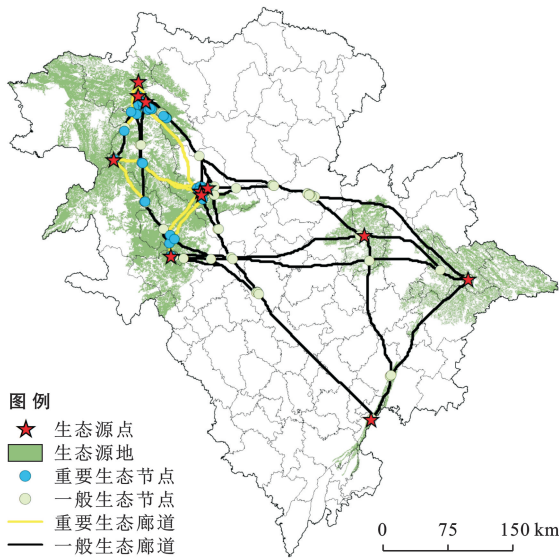 图例
生态源点
生态源地
重要生态节点
一般生态节点
重要生态廊道
一般生态廊道
0 75 150 km